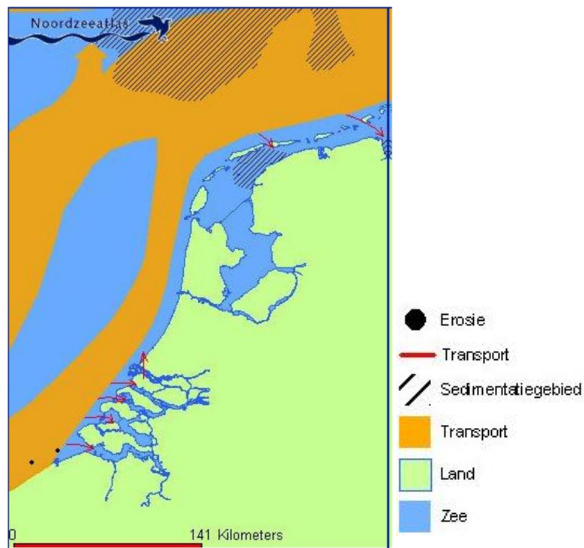 Noordzeeatlas
Erosie
Transport
Sedimentatiegebied
Transport
Land
Zee
0 141 Kilometers